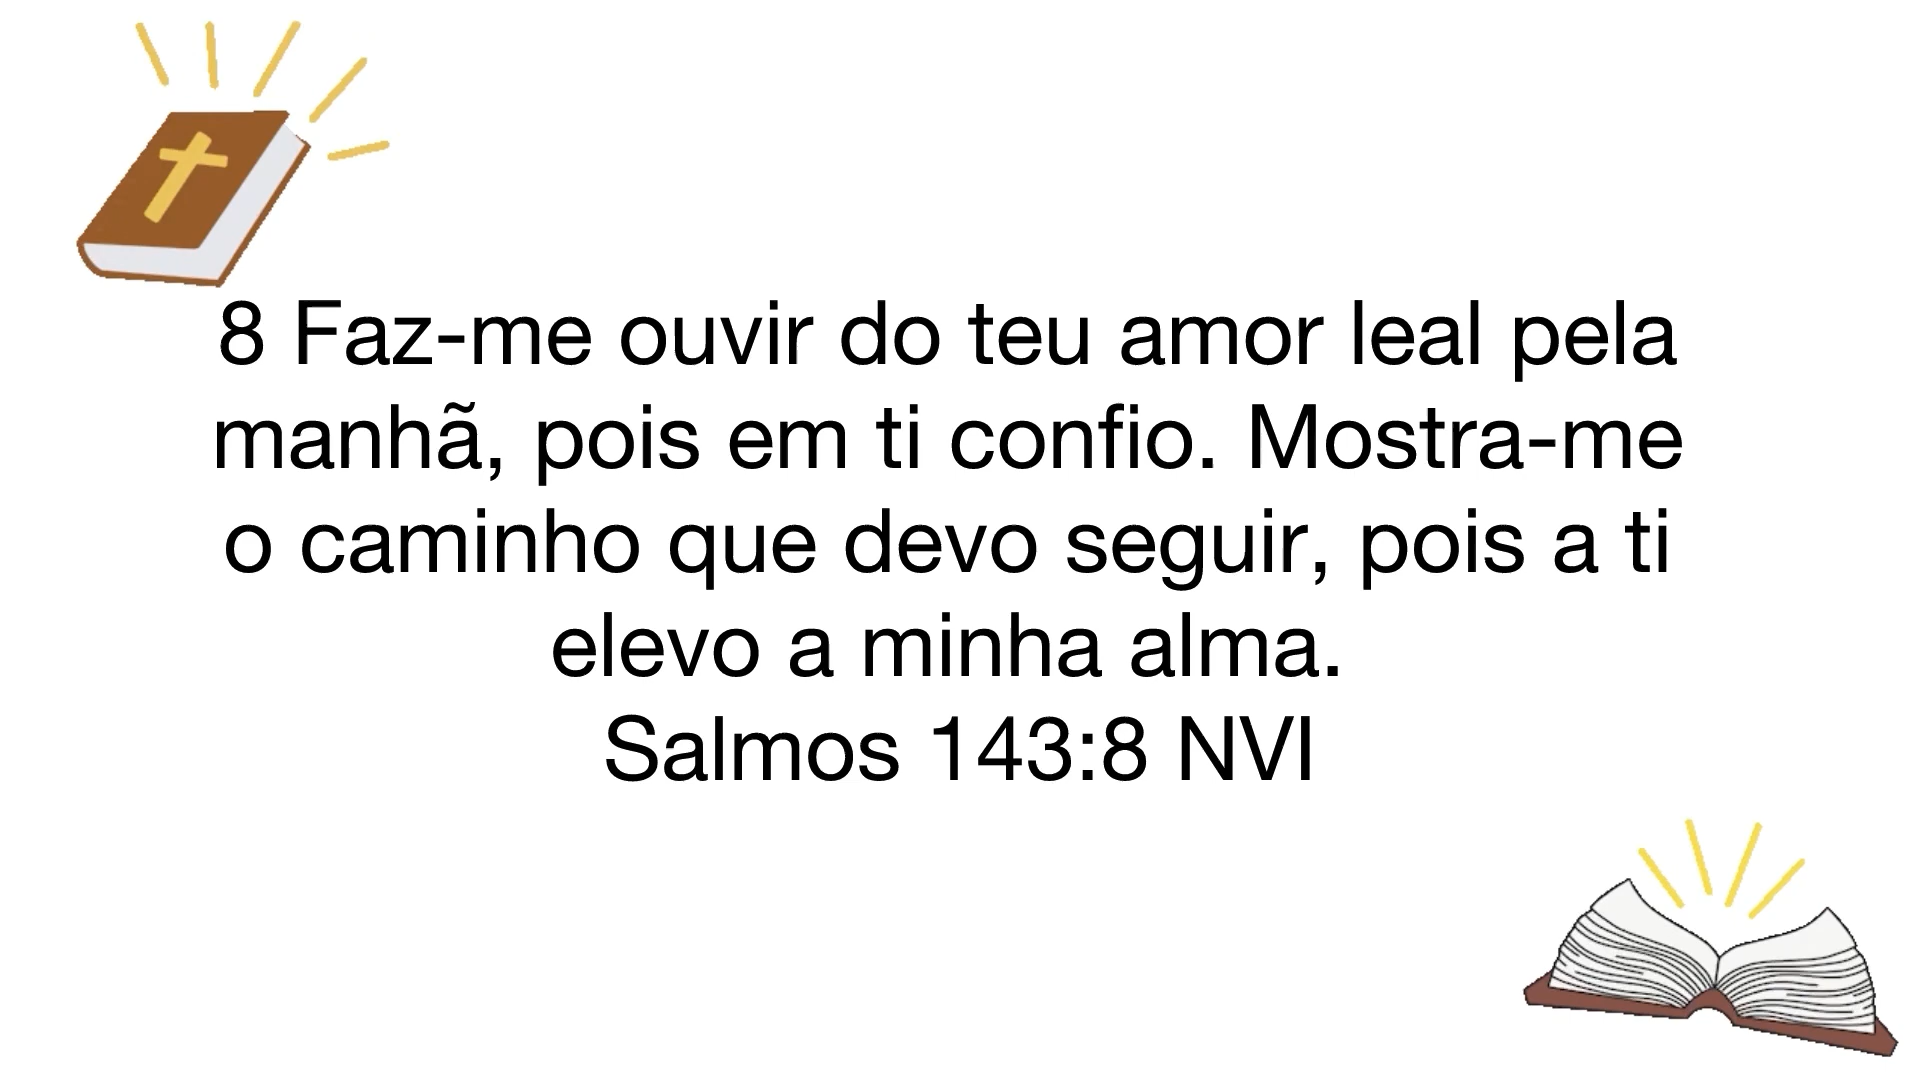 8 Faz-me ouvir do teu amor leal pela
manhã, pois em ti confio. Mostra-me
o caminho que devo seguir, pois a ti
elevo a minha alma.
Salmos 143:8 NVI